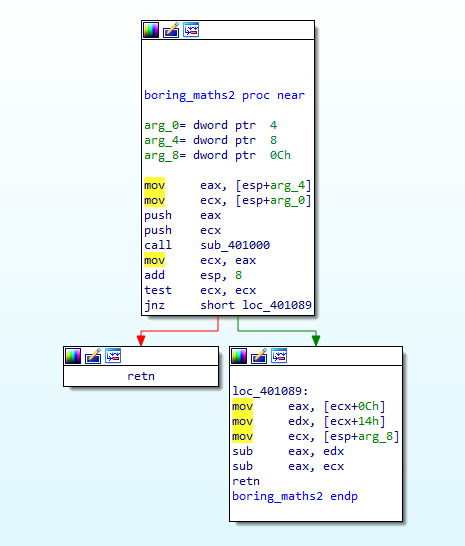 boring_maths2 proc near
arg_0= dword ptr  4
arg_4= dword ptr  8
arg_8= dword ptr  0Ch
mov     eax, [esp+arg_4]
mov     ecx, [esp+arg_0]
push    eax
push    ecx
call    sub_401000
mov     ecx, eax
add     esp, 8
test    ecx, ecx
jnz     short loc_401089
retn
loc_401089:
mov     eax, [ecx+0Ch]
mov     edx, [ecx+14h]
mov     ecx, [esp+arg_8]
sub     eax, edx
sub     eax, ecx
retn
boring_maths2 endp